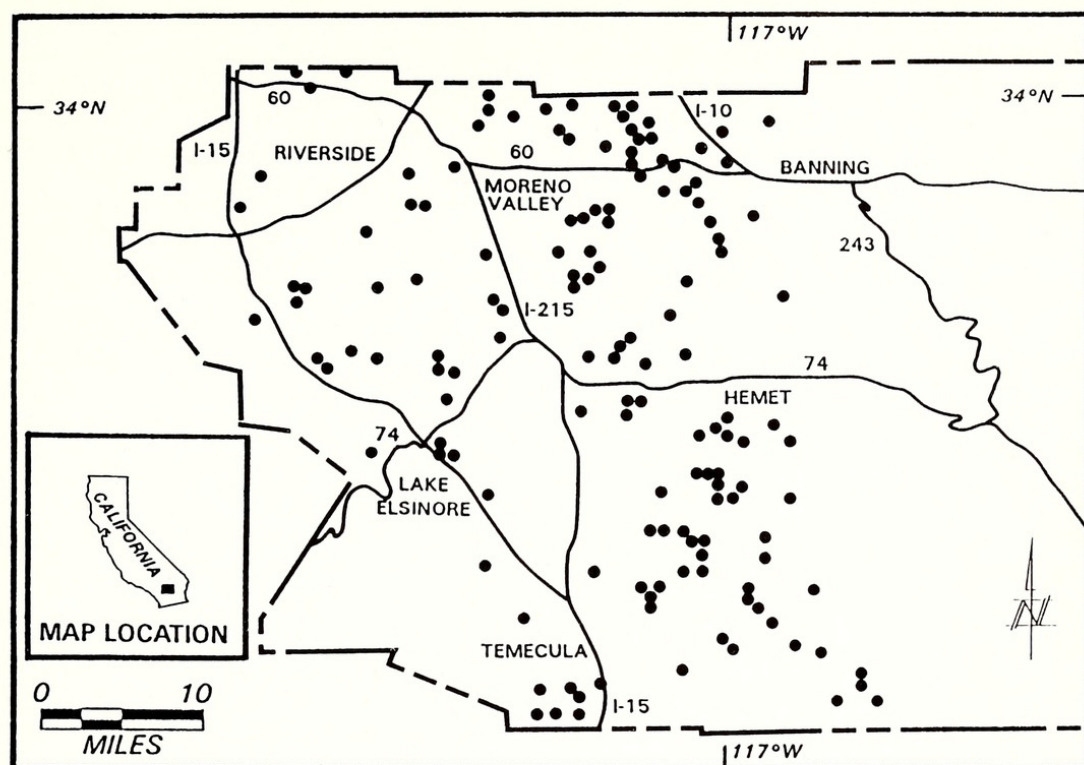 117°W
34°N
34°N
60
I-10
I-15
RIVERSIDE
60
BANNING
MORENO
VALLEY
243
I-215
74
HEMET
74
LAKE
ELSINORE
CALIFORNIA
MAP LOCATION
N
TEMECULA
0 10
I-15
MILES
117°W